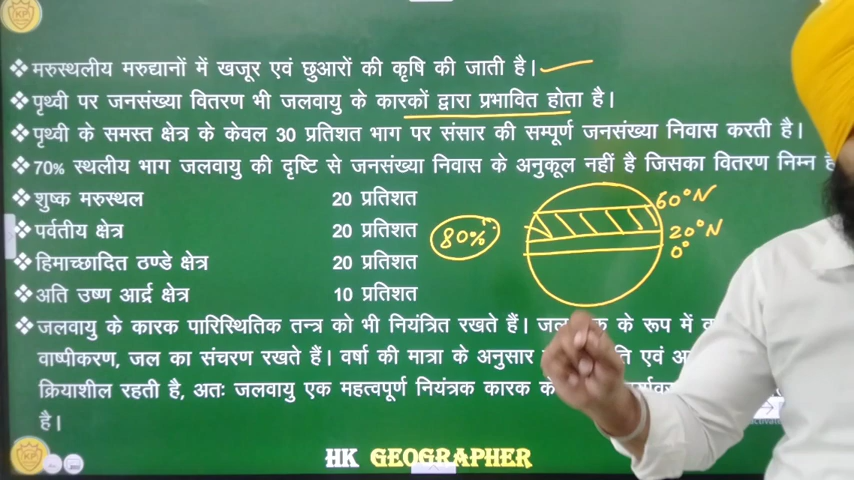 ❖ मरुस्थलीय मरुद्यानों में खजूर एवं छुआरों की कृषि की जाती है।
❖ पृथ्वी पर जनसंख्या वितरण भी जलवायु के कारकों द्वारा प्रभावित होता है।
❖ पृथ्वी के समस्त क्षेत्र के केवल 30 प्रतिशत भाग पर संसार की सम्पूर्ण जनसंख्या निवास करती है।
❖ 70% स्थलीय भाग जलवायु की दृष्टि से जनसंख्या निवास के अनुकूल नहीं है जिसका वितरण निम्न है
❖ शुष्क मरुस्थल 20 प्रतिशत
❖ पर्वतीय क्षेत्र 20 प्रतिशत
❖ हिमाच्छादित ठण्डे क्षेत्र 20 प्रतिशत
❖ अति उष्ण आर्द्र क्षेत्र 10 प्रतिशत
80%
60°N
20°N
0°
❖ जलवायु के कारक पारिस्थितिक तन्त्र को भी नियंत्रित रखते हैं। के रूप में
वाष्पीकरण, जल का संचरण रखते हैं। वर्षा की मात्रा के अनुसार एवं
क्रियाशील रहती है, अतः जलवायु एक महत्वपूर्ण नियंत्रक कारक
है।
HK GEOGRAPHER
KP
KP